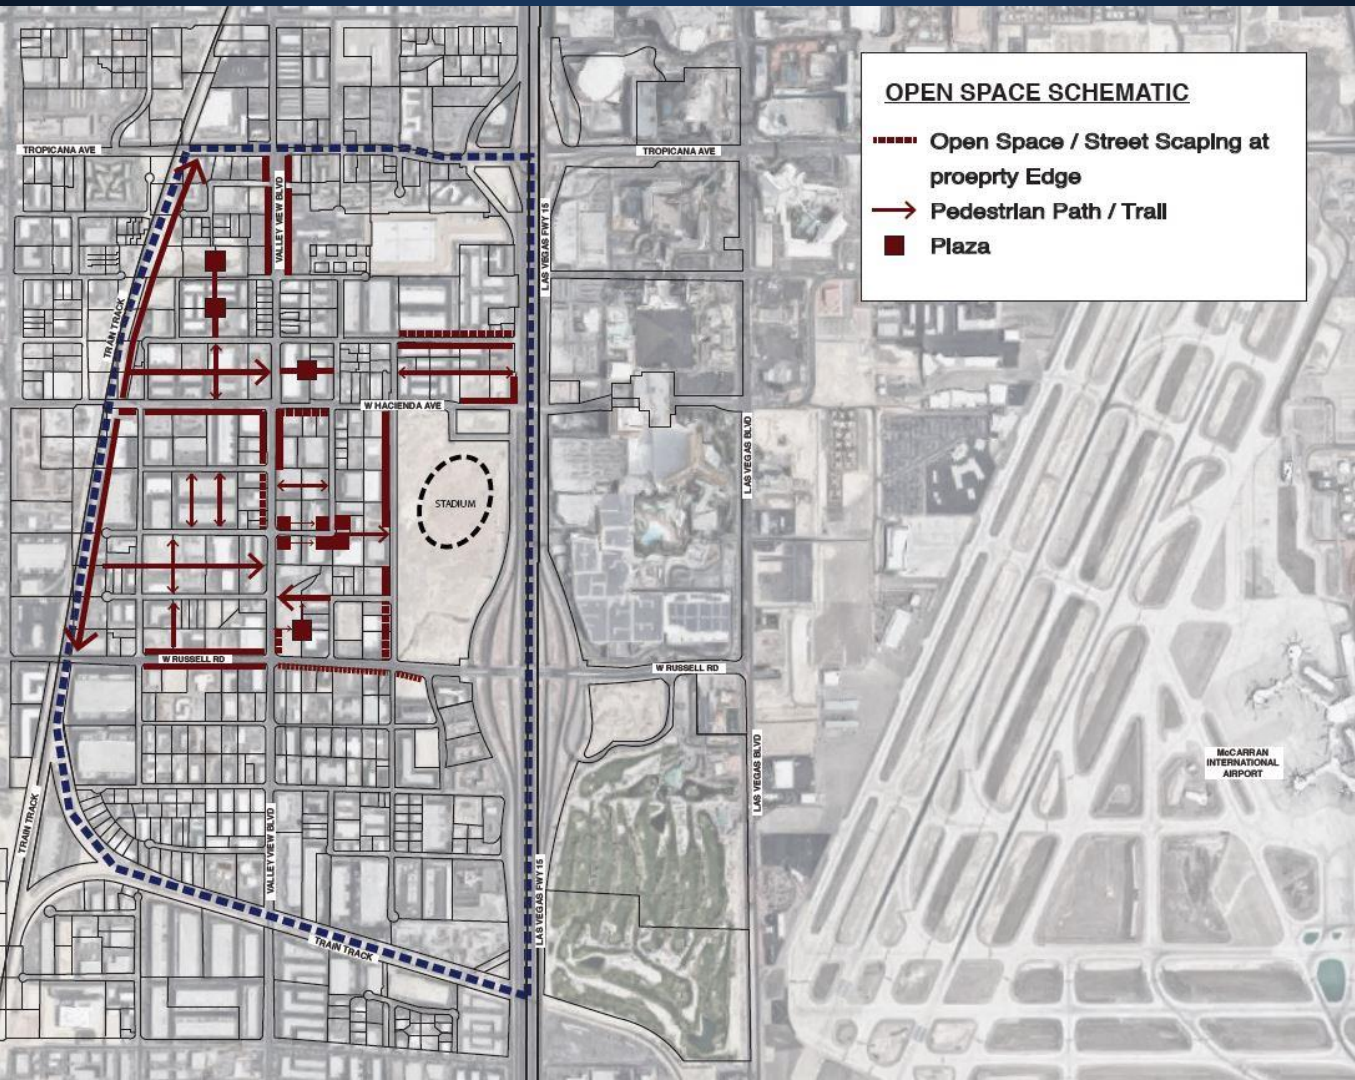 OPEN SPACE SCHEMATIC
Open Space / Street Scaping at
proeprty Edge
Pedestrian Path / Trail
Plaza
TROPICANA AVE
TROPICANA AVE
VALLEY VIEW BLVD
LAS VEGAS FWY 15
TRAIN TRACK
W HACIENDA AVE
LAS VEGAS BLVD
STADIUM
W RUSSELL RD
W RUSSELL RD
McCARRAN
INTERNATIONAL
AIRPORT
LAS VEGAS BLVD
TRAIN TRACK
VALLEY VIEW BLVD
LAS VEGAS FWY 15
TRAIN TRACK